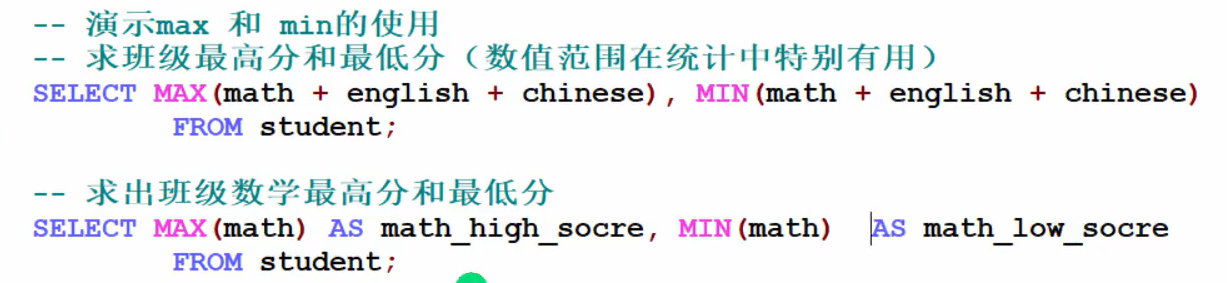 -- 演示max 和 min的使用
-- 求班级最高分和最低分（数值范围在统计中特别有用）
SELECT MAX(math + english + chinese), MIN(math + english + chinese)
FROM student;
-- 求出班级数学最高分和最低分
SELECT MAX(math) AS math_high_socre, MIN(math) AS math_low_socre
FROM student;